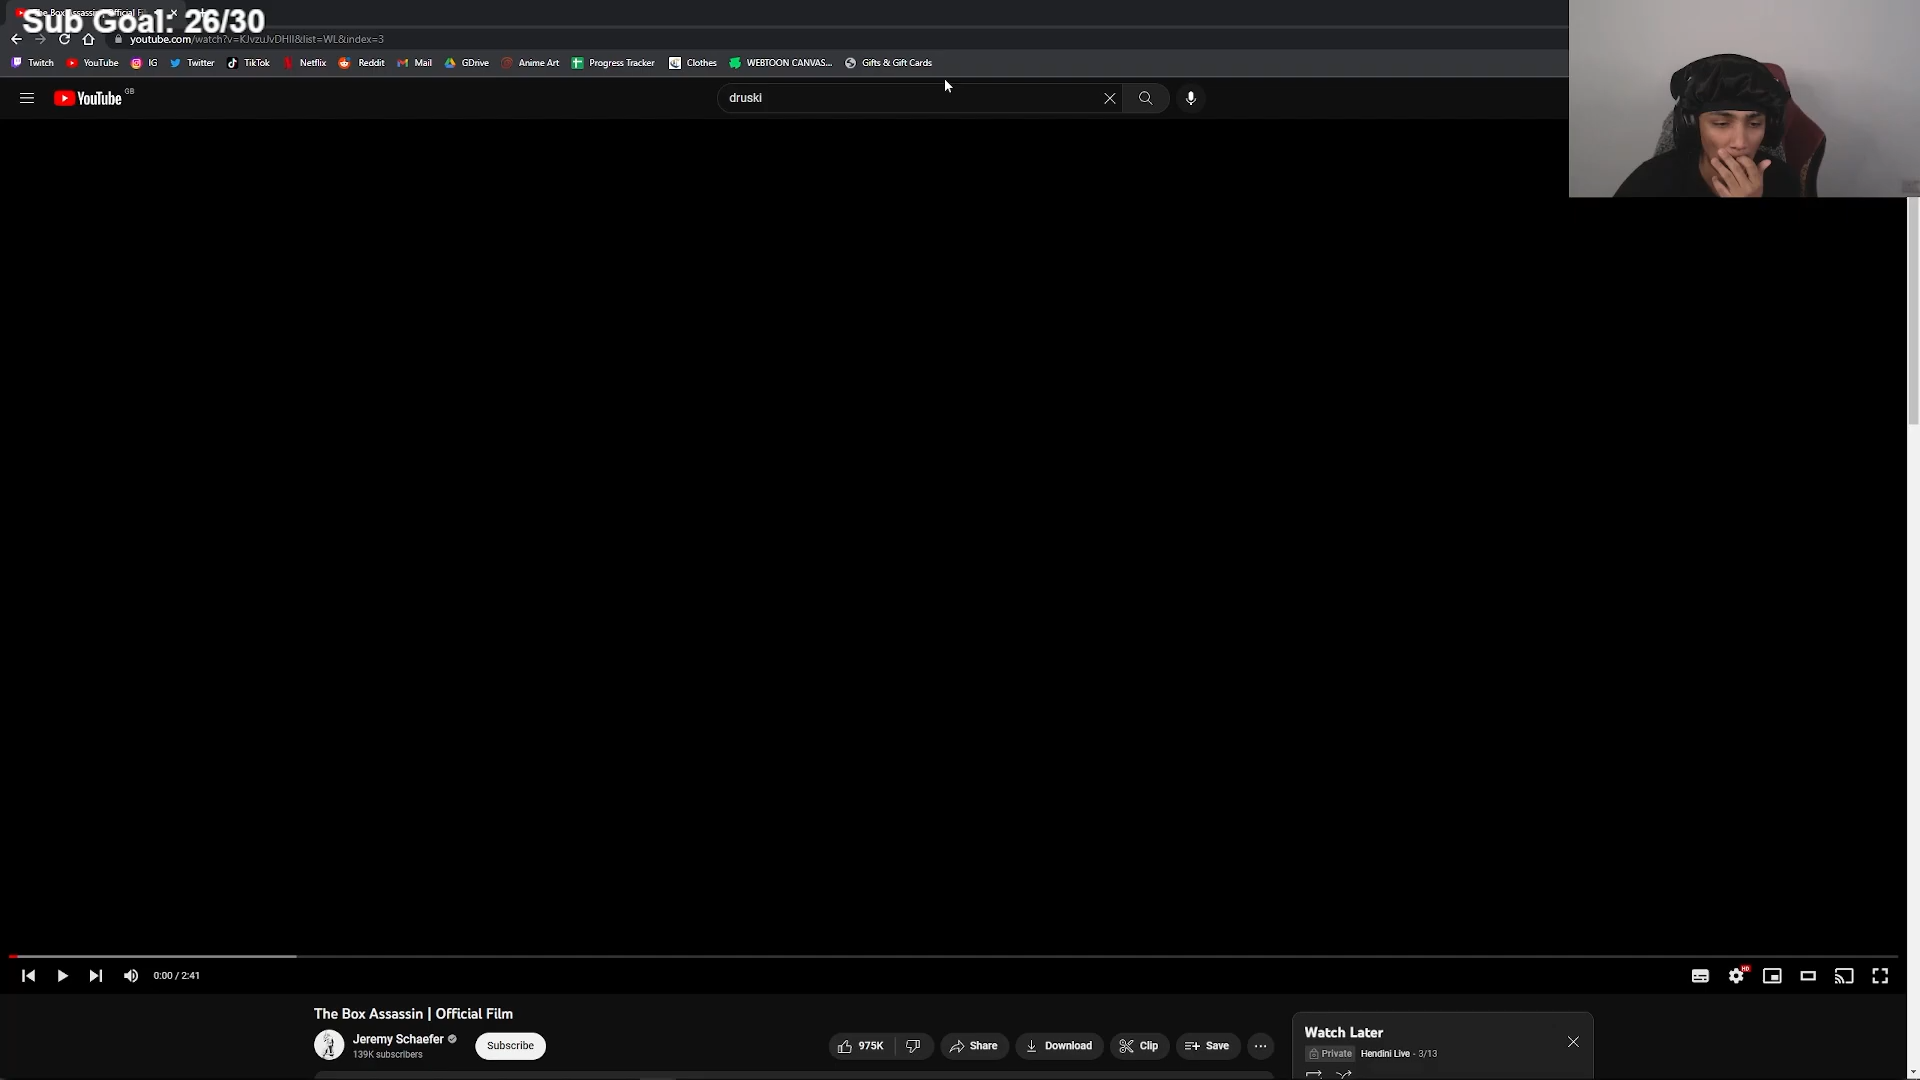 Sub Goal: 26/30
youtube.com/watch?v=KJvzuJvDHlI&list=WL&index=3
Twitch YouTube IG Twitter TikTok Netflix Reddit Mail GDrive Anime Art Progress Tracker Clothes WEBTOON CANVAS... Gifts & Gift Cards
YouTube GB
druski
0:00 / 2:41
HD
The Box Assassin | Official Film
Jeremy Schaefer
139K subscribers
Subscribe
975K
Share
Download
Clip
Save
Watch Later
Private Hendini Live - 3/13